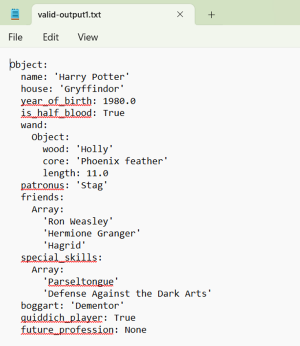 valid-output1.txt
File Edit View
Object:
name: 'Harry Potter'
house: 'Gryffindor'
year_of_birth: 1980.0
is_half_blood: True
wand:
Object:
wood: 'Holly'
core: 'Phoenix feather'
length: 11.0
patronus: 'Stag'
friends:
Array:
'Ron Weasley'
'Hermione Granger'
'Hagrid'
special_skills:
Array:
'Parseltongue'
'Defense Against the Dark Arts'
boggart: 'Dementor'
quiddich_player: True
future_profession: None